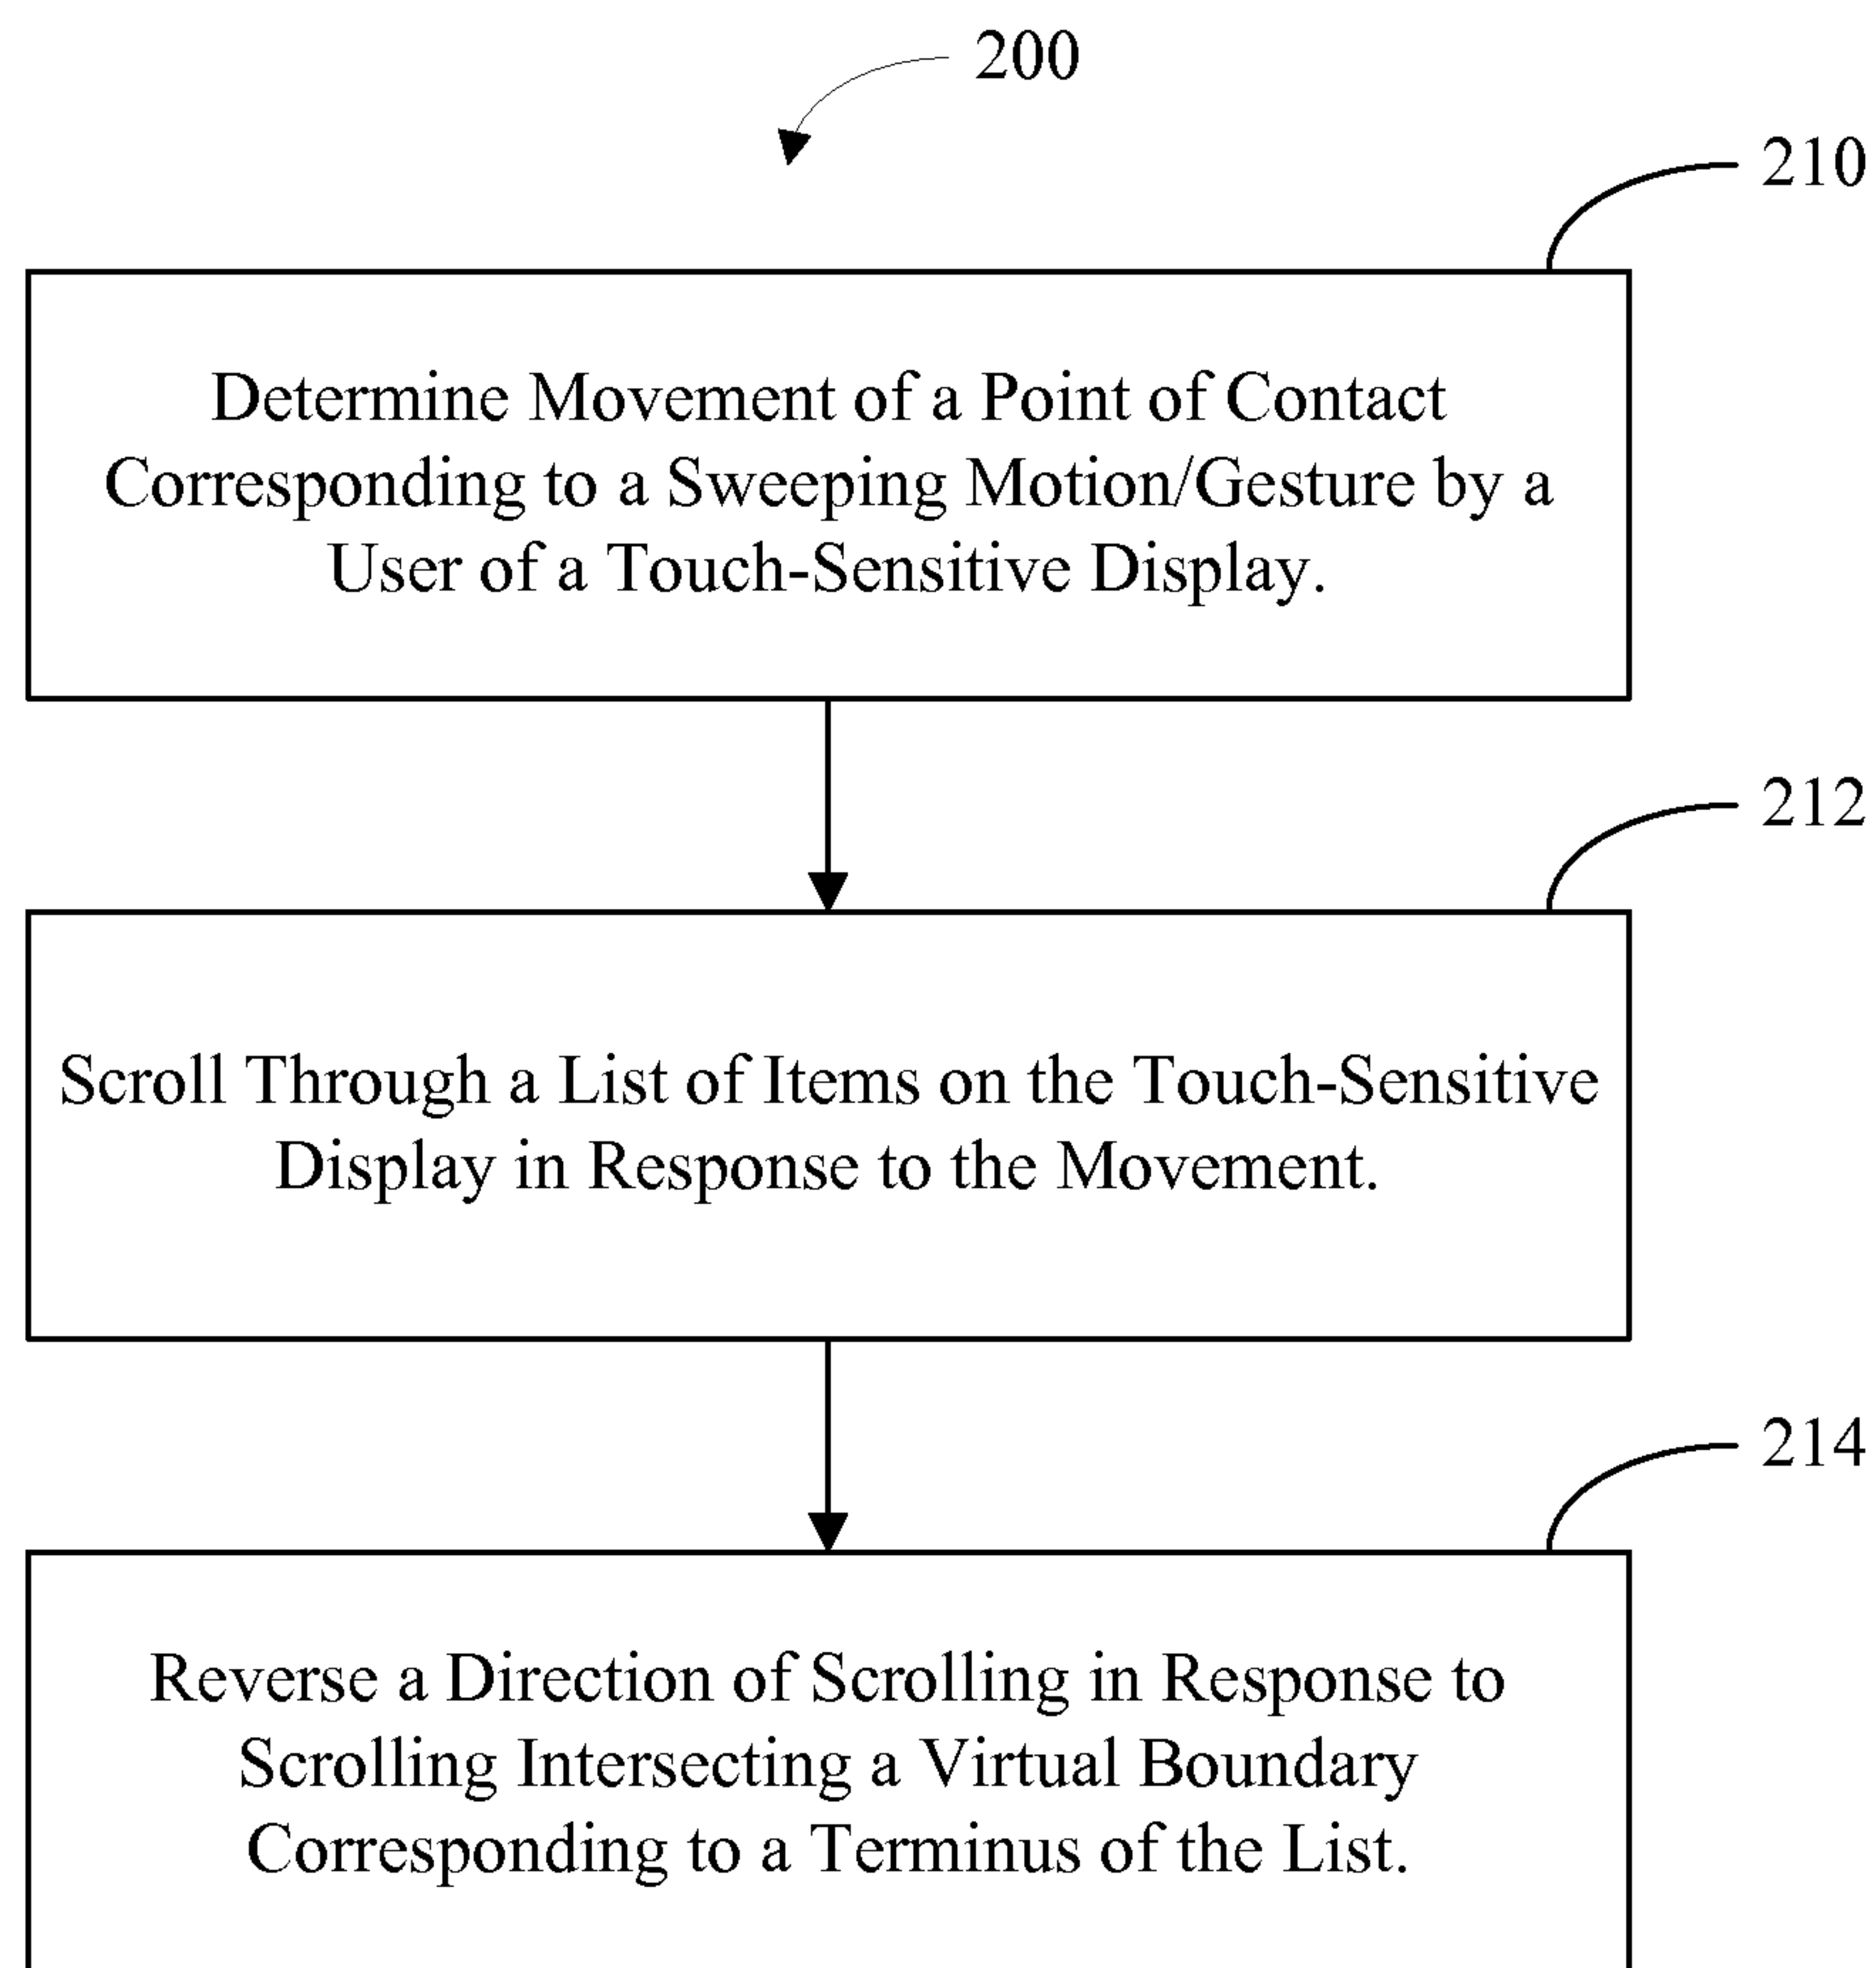 200
210
Determine Movement of a Point of Contact
Corresponding to a Sweeping Motion/Gesture by a
User of a Touch-Sensitive Display.
212
Scroll Through a List of Items on the Touch-Sensitive
Display in Response to the Movement.
214
Reverse a Direction of Scrolling in Response to
Scrolling Intersecting a Virtual Boundary
Corresponding to a Terminus of the List.